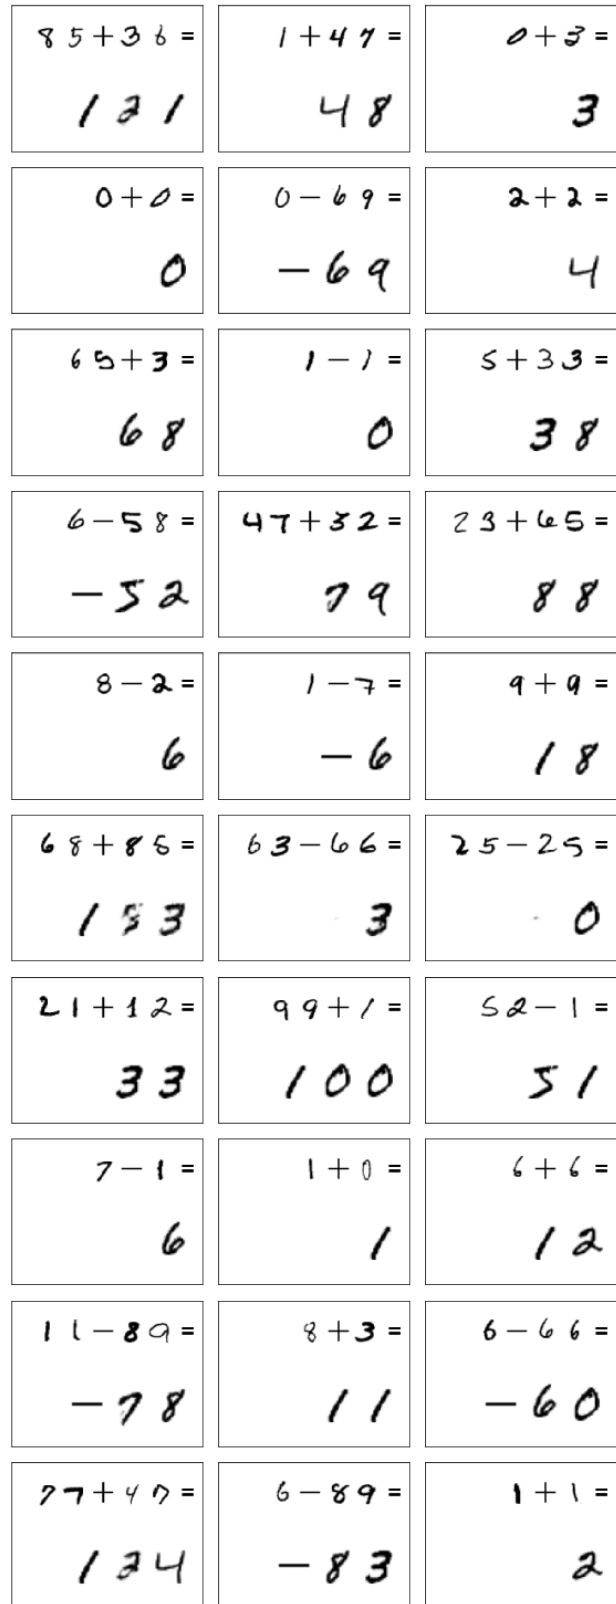 85+36= 1+47= 0+3=
121 48 3
0+0= 0-69= 2+2=
0 -69 4
65+3= 1-1= 5+33=
68 0 38
6-58= 47+32= 23+65=
-52 79 88
8-2= 1-7= 9+9=
6 -6 18
68+85= 63-66= 25-25=
153 3 0
21+12= 99+1= 52-1=
33 100 51
7-1= 1+0= 6+6=
6 1 12
11-89= 8+3= 6-66=
-78 11 -60
77+47= 6-89= 1+1=
124 -83 2